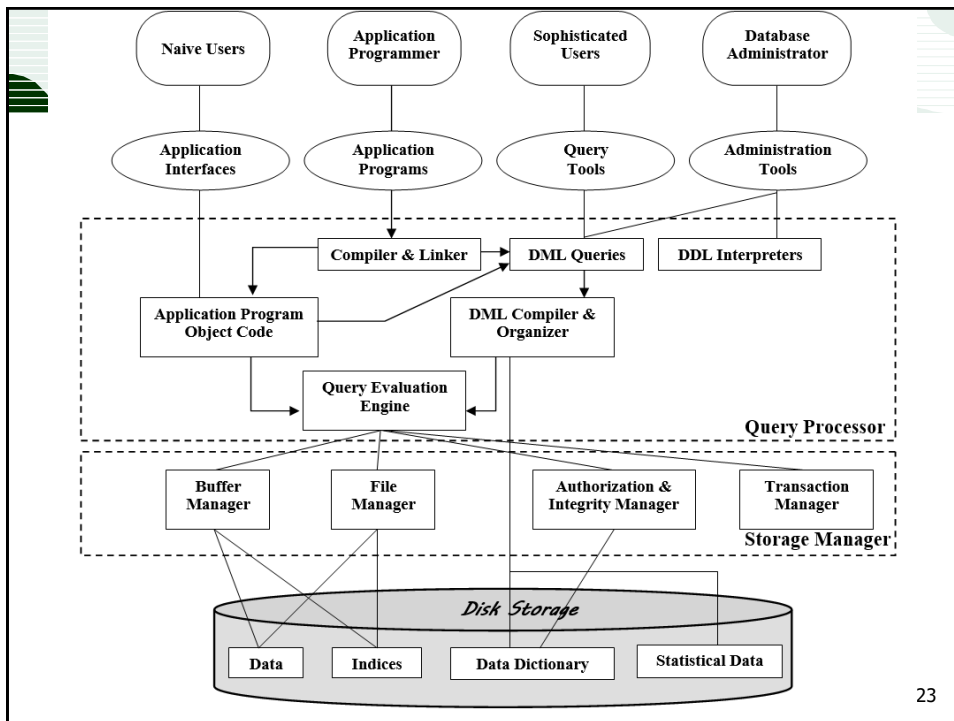 Naive Users
Application
Programmer
Sophisticated
Users
Database
Administrator
Application
Interfaces
Application
Programs
Query
Tools
Administration
Tools
Compiler & Linker
DML Queries
DDL Interpreters
Application Program
Object Code
DML Compiler &
Organizer
Query Evaluation
Engine
Query Processor
Buffer
Manager
File
Manager
Authorization &
Integrity Manager
Transaction
Manager
Storage Manager
Disk Storage
Data
Indices
Data Dictionary
Statistical Data
23